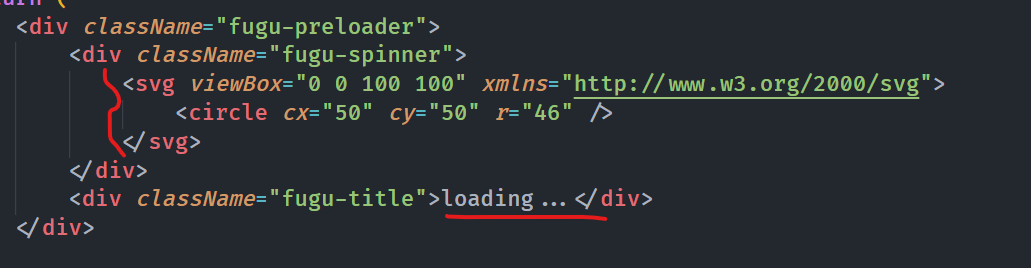 <div className="fugu-preloader">
<div className="fugu-spinner">
<svg viewBox="0 0 100 100" xmlns="http://www.w3.org/2000/svg">
<circle cx="50" cy="50" r="46" />
</svg>
</div>
<div className="fugu-title">loading...</div>
</div>